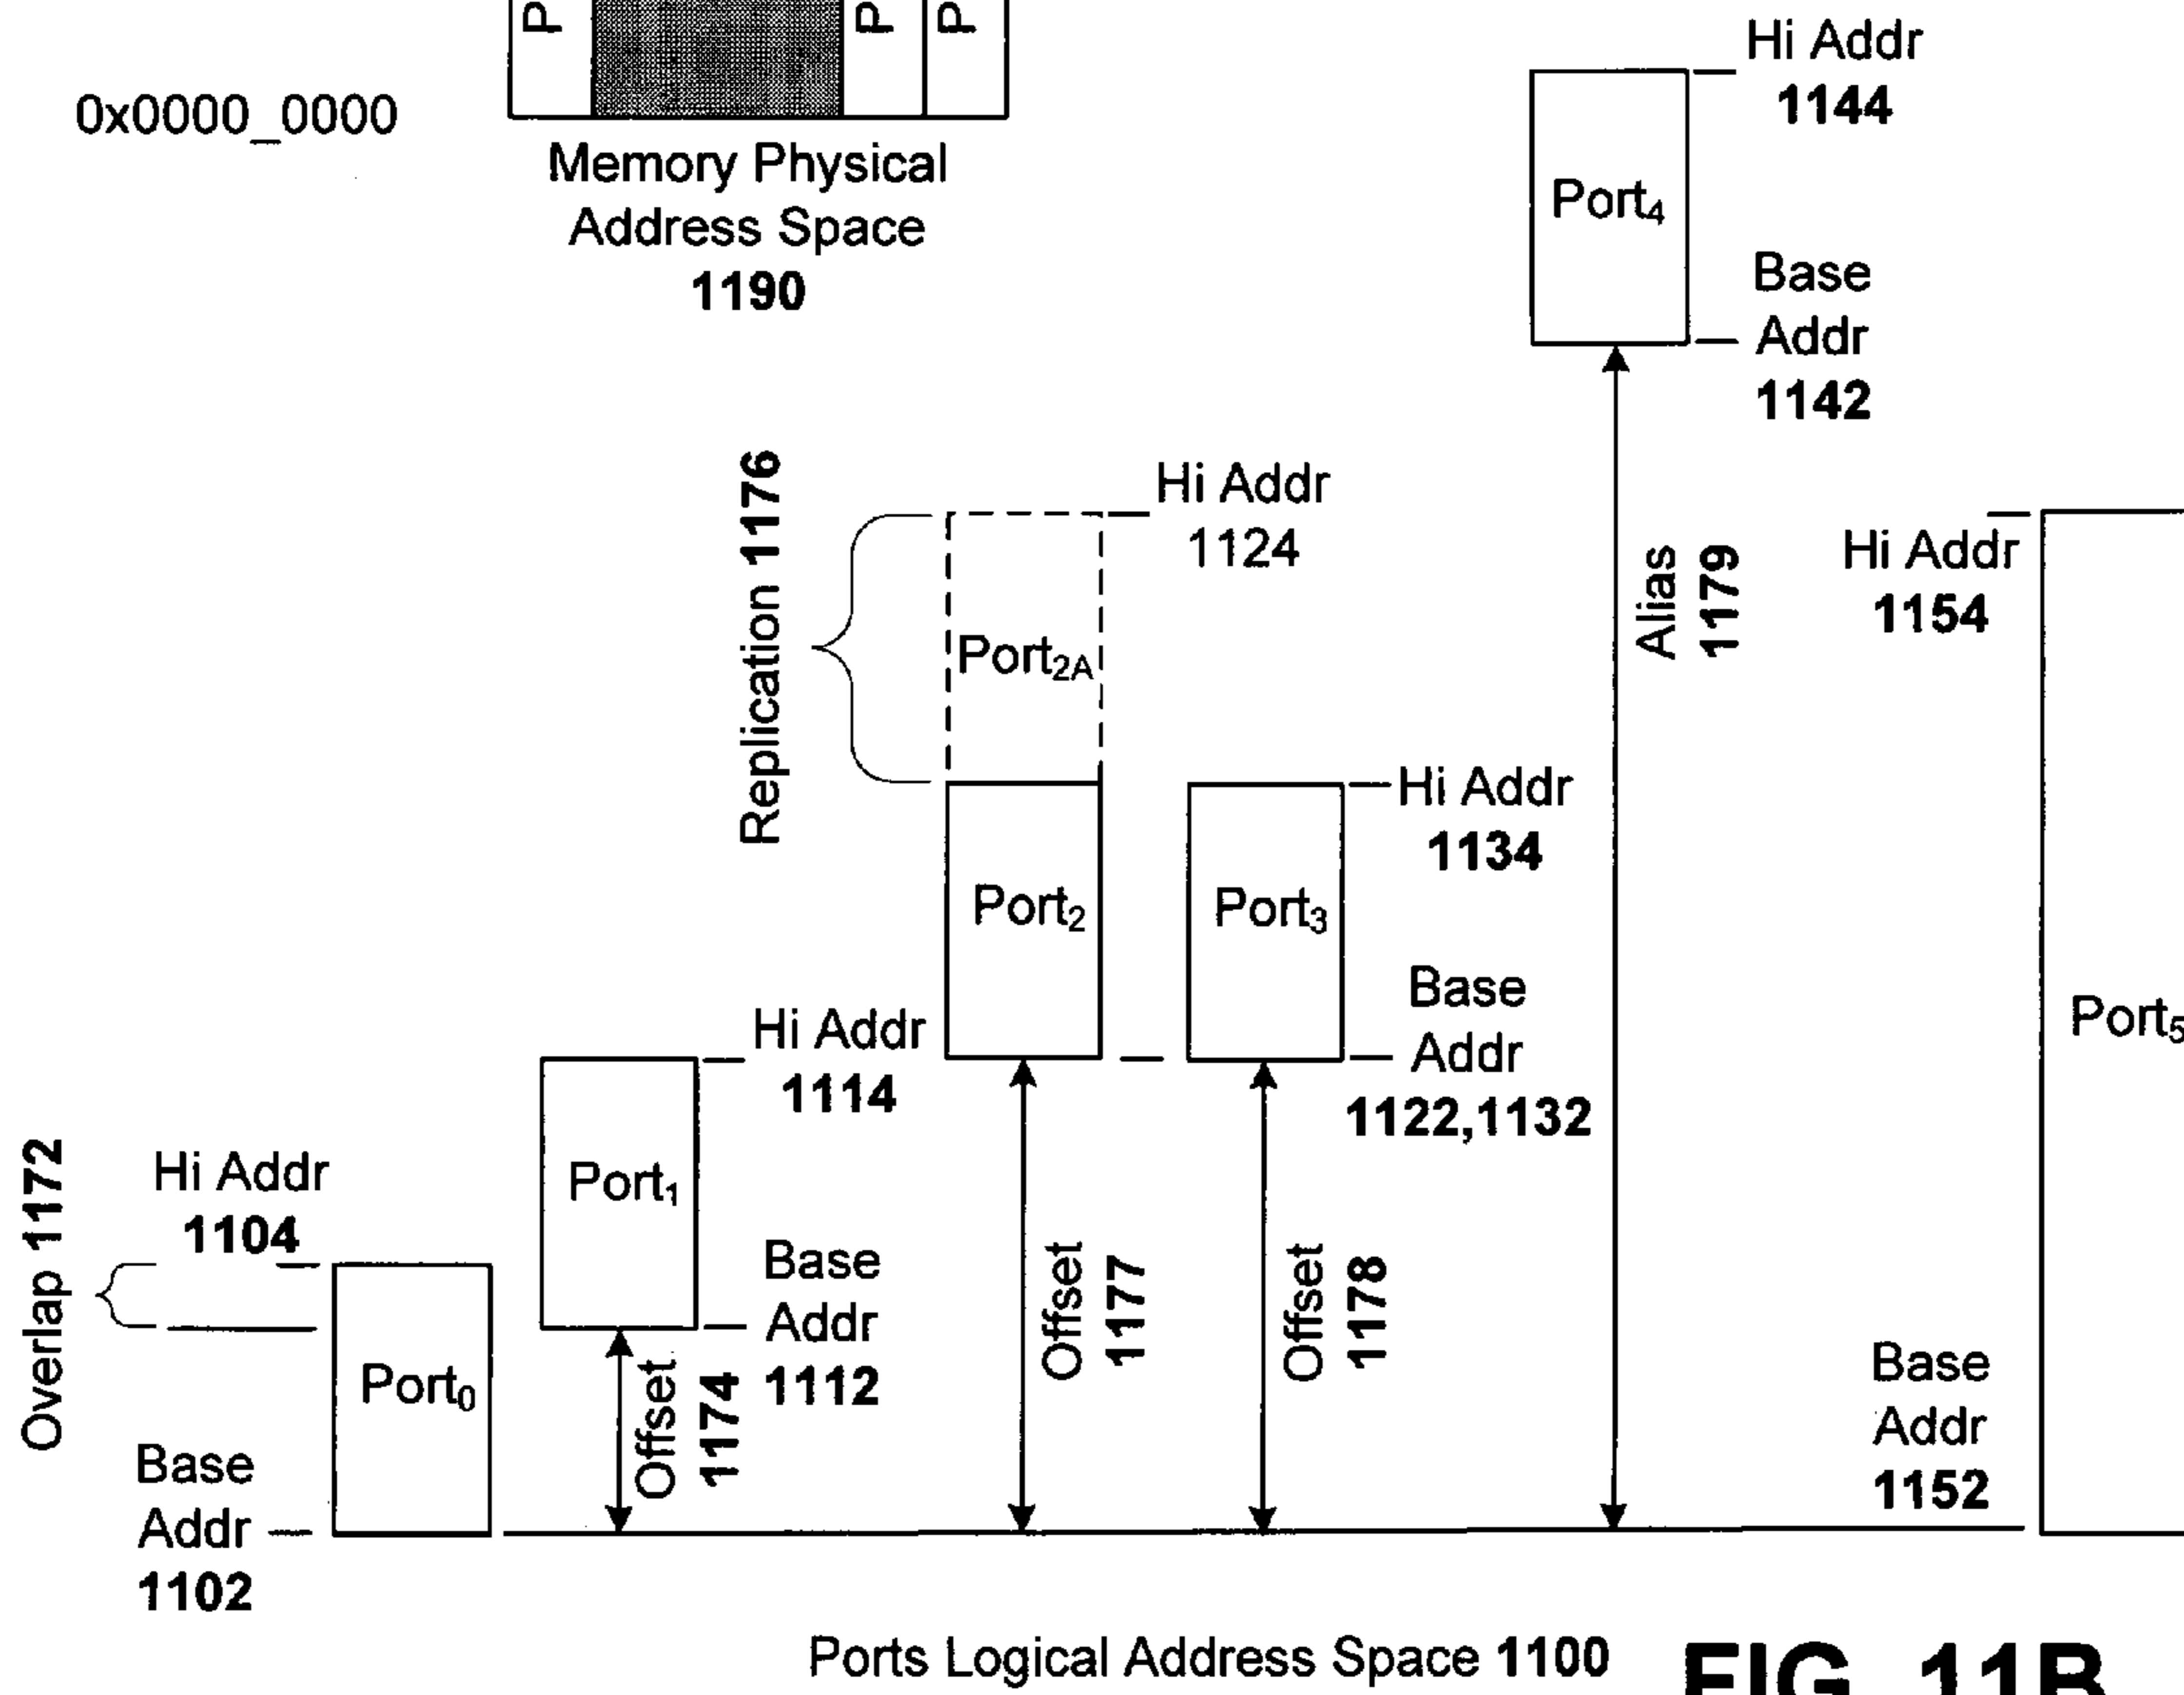 P
P
P
0x0000_0000
Memory Physical
Address Space
1190
Hi Addr
1144
Port4
Base
Addr
1142
Replication 1176
Hi Addr
1124
Port2A
Alias
1179
Hi Addr
1154
Hi Addr
1134
Port2
Port3
Base
Addr
1122,1132
Port5
Hi Addr
1114
Port1
Overlap 1172
Hi Addr
1104
Base
Addr
1112
Offset
1174
Offset
1177
Offset
1178
Port0
Base
Addr
1102
Base
Addr
1152
Ports Logical Address Space 1100
FIG. 11B